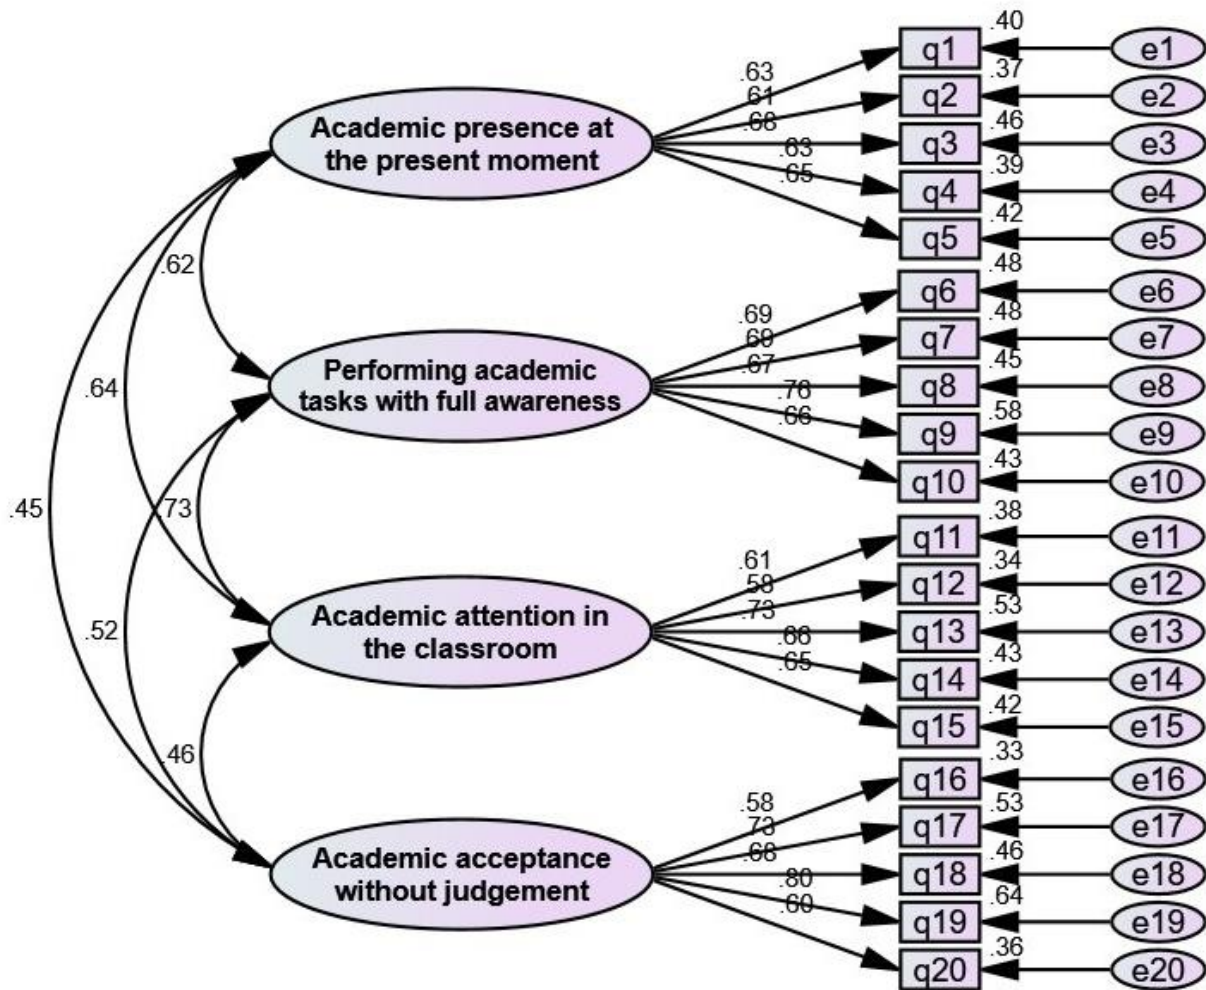 .40
q1
e1
.63
.37
q2
e2
.61
Academic presence at
the present moment
.68
.46
q3
e3
.63
.39
q4
e4
.65
.42
q5
e5
.62
.48
q6
e6
.69
.48
q7
e7
.69
Performing academic
tasks with full awareness
.67
.45
q8
e8
.64
.76
.58
q9
e9
.66
.43
q10
e10
.45
.73
.38
q11
e11
.61
.34
q12
e12
.58
Academic attention in
the classroom
.73
.53
q13
e13
.52
.66
.43
q14
e14
.65
.42
q15
e15
.46
.33
q16
e16
.58
.53
q17
e17
.73
Academic acceptance
without judgement
.68
.46
q18
e18
.80
.64
q19
e19
.60
.36
q20
e20